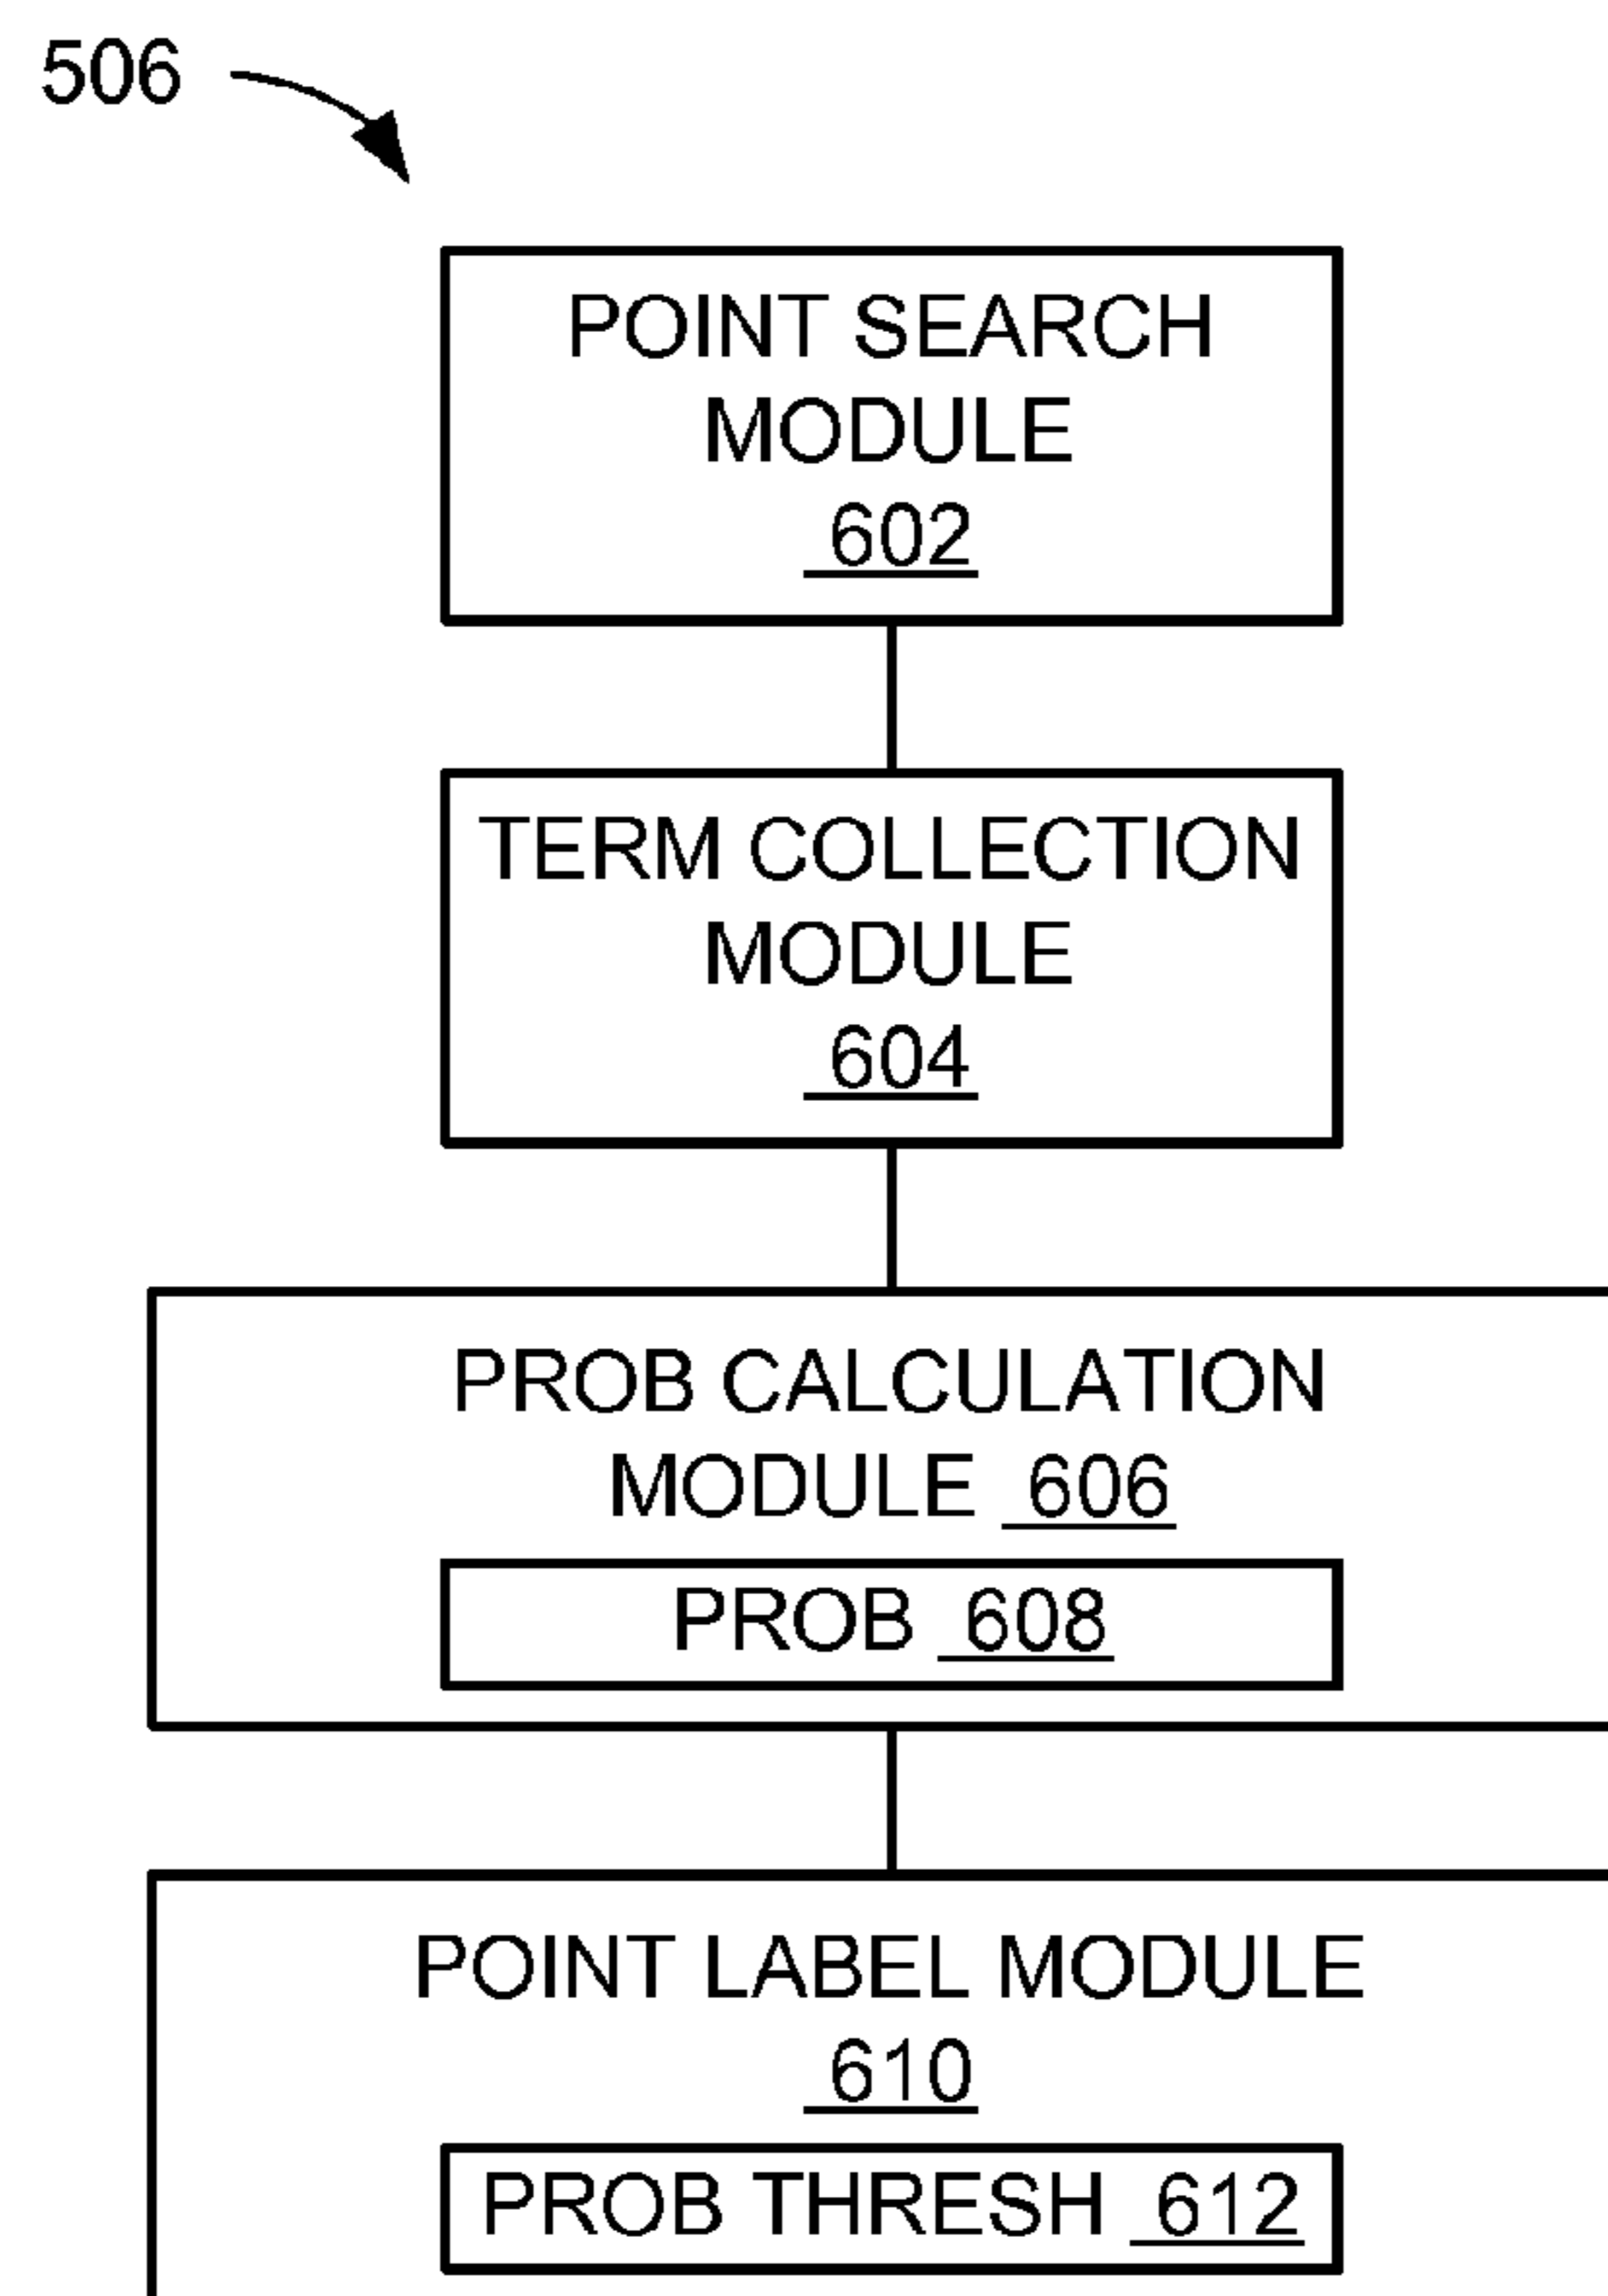 506
POINT SEARCH
MODULE
602
TERM COLLECTION
MODULE
604
PROB CALCULATION
MODULE 606
PROB 608
POINT LABEL MODULE
610
PROB THRESH 612